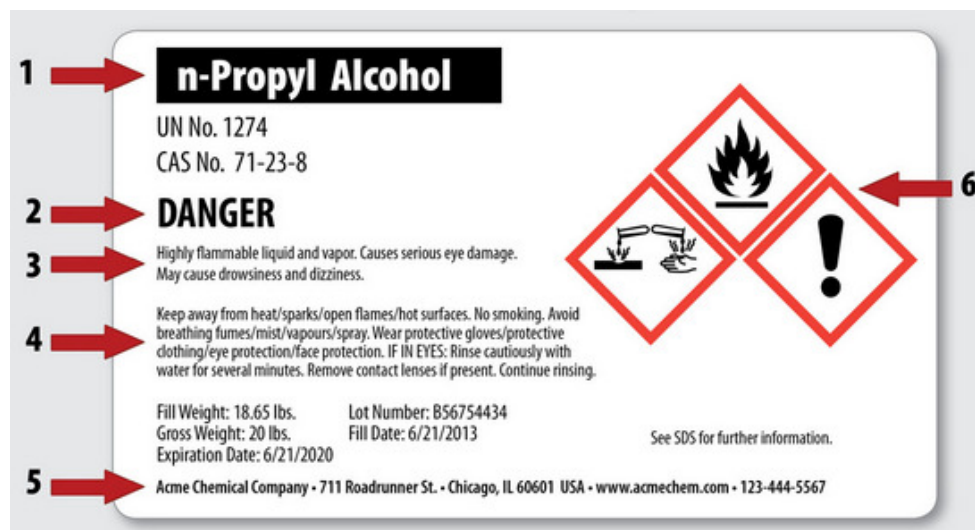 1
n-Propyl Alcohol
UN No. 1274
CAS No. 71-23-8
2
DANGER
3
Highly flammable liquid and vapor. Causes serious eye damage.
May cause drowsiness and dizziness.
4
Keep away from heat/sparks/open flames/hot surfaces. No smoking. Avoid
breathing fumes/mist/vapours/spray. Wear protective gloves/protective
clothing/eye protection/face protection. IF IN EYES: Rinse cautiously with
water for several minutes. Remove contact lenses if present. Continue rinsing.
Fill Weight: 18.65 lbs. Lot Number: B56754434
Gross Weight: 20 lbs. Fill Date: 6/21/2013
Expiration Date: 6/21/2020
See SDS for further information.
5
Acme Chemical Company • 711 Roadrunner St. • Chicago, IL 60601 USA • www.acmechem.com • 123-444-5567
6